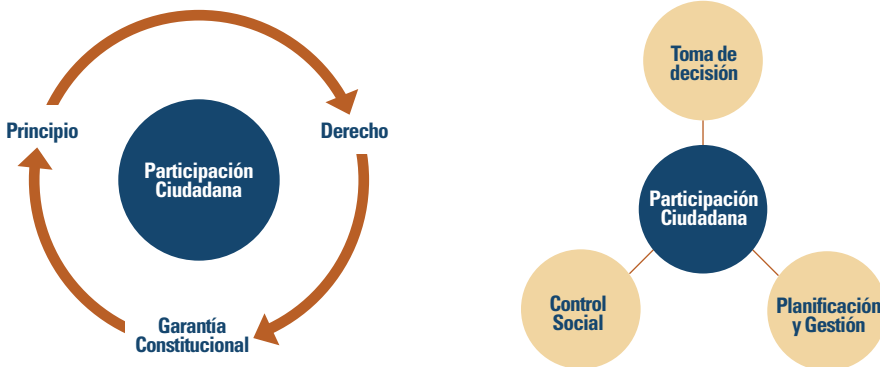 Principio
Derecho
Participación
Ciudadana
Garantía
Constitucional
Toma de
decisión
Participación
Ciudadana
Control
Social
Planificación
y Gestión